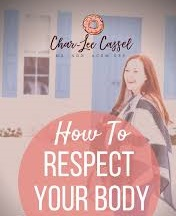 Char-Lee Cassel
How To
RESPECT
YOUR BODY